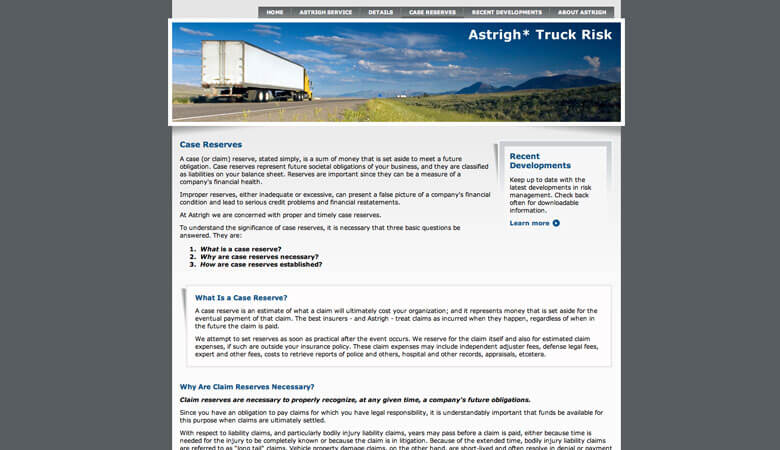 HOME ASTRIGH SERVICE DETAILS CASE RESERVES RECENT DEVELOPMENTS ABOUT ASTRIGH
Astrigh* Truck Risk
Case Reserves
A case (or claim) reserve, stated simply, is a sum of money that is set aside to meet a future
obligation. Case reserves represent future societal obligations of your business, and they are classified
as liabilities on your balance sheet. Reserves are important since they can be a measure of a
company's financial health.
Improper reserves, either inadequate or excessive, can present a false picture of a company's financial
condition and lead to serious credit problems and financial restatements.
At Astrigh we are concerned with proper and timely case reserves.
To understand the significance of case reserves, it is necessary that three basic questions be
answered. They are:
1. What is a case reserve?
2. Why are case reserves necessary?
3. How are case reserves established?
Recent
Developments
Keep up to date with the
latest developments in risk
management. Check back
often for downloadable
information.
Learn more
What Is a Case Reserve?
A case reserve is an estimate of what a claim will ultimately cost your organization; and it represents money that is set aside for the
eventual payment of that claim. The best insurers - and Astrigh - treat claims as incurred when they happen, regardless of when in
the future the claim is paid.
We attempt to set reserves as soon as practical after the event occurs. We reserve for the claim itself and also for estimated claim
expenses, if such are outside your insurance policy. These claim expenses may include independent adjuster fees, defense legal fees,
expert and other fees, costs to retrieve reports of police and others, hospital and other records, appraisals, etcetera.
Why Are Claim Reserves Necessary?
Claim reserves are necessary to properly recognize, at any given time, a company's future obligations.
Since you have an obligation to pay claims for which you have legal responsibility, it is understandably important that funds be available for
this purpose when claims are ultimately settled.
With respect to liability claims, and particularly bodily injury liability claims, years may pass before a claim is paid, either because time is
needed for the injury to be completely known or because the claim is in litigation. Because of the extended time, bodily injury liability claims
are referred to as "long tail" claims. Vehicle property damage claims, on the other hand, are short-lived and often resolve in denial or payment